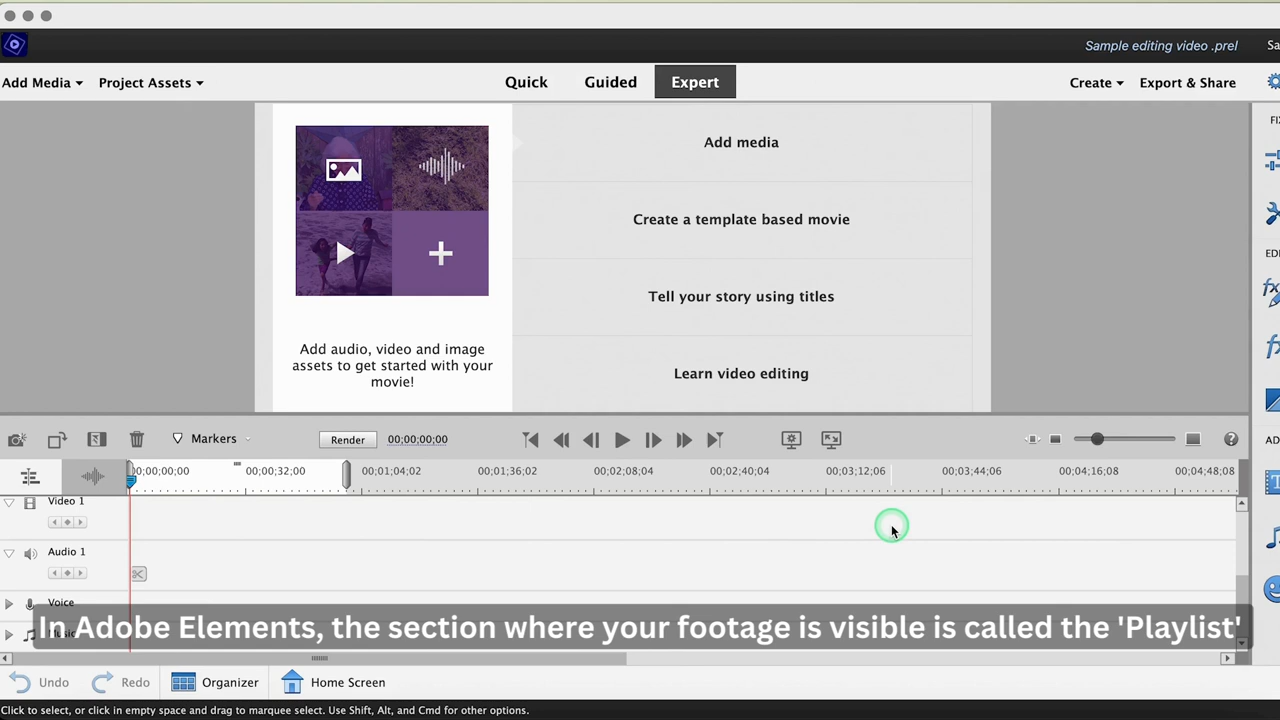 Sample editing video .prel
Sa
Add Media
Project Assets
Quick
Guided
Expert
Create
Export & Share
FI
Add media
Create a template based movie
Tell your story using titles
Learn video editing
Add audio, video and image
assets to get started with your
movie!
EDI
AD
Markers
Render
00:00:00:00
00:00:00:00
00;00;32;00
00;01;04;02
00;01;36;02
00;02;08;04
00;02;40;04
00;03;12;06
00;03;44;06
00;04;16;08
00;04;48;08
Video 1
Audio 1
Voice
In Adobe Elements, the section where your footage is visible is called the 'Playlist'
Undo
Redo
Organizer
Home Screen
Click to select, or click in empty space and drag to marquee select. Use Shift, Alt, and Cmd for other options.